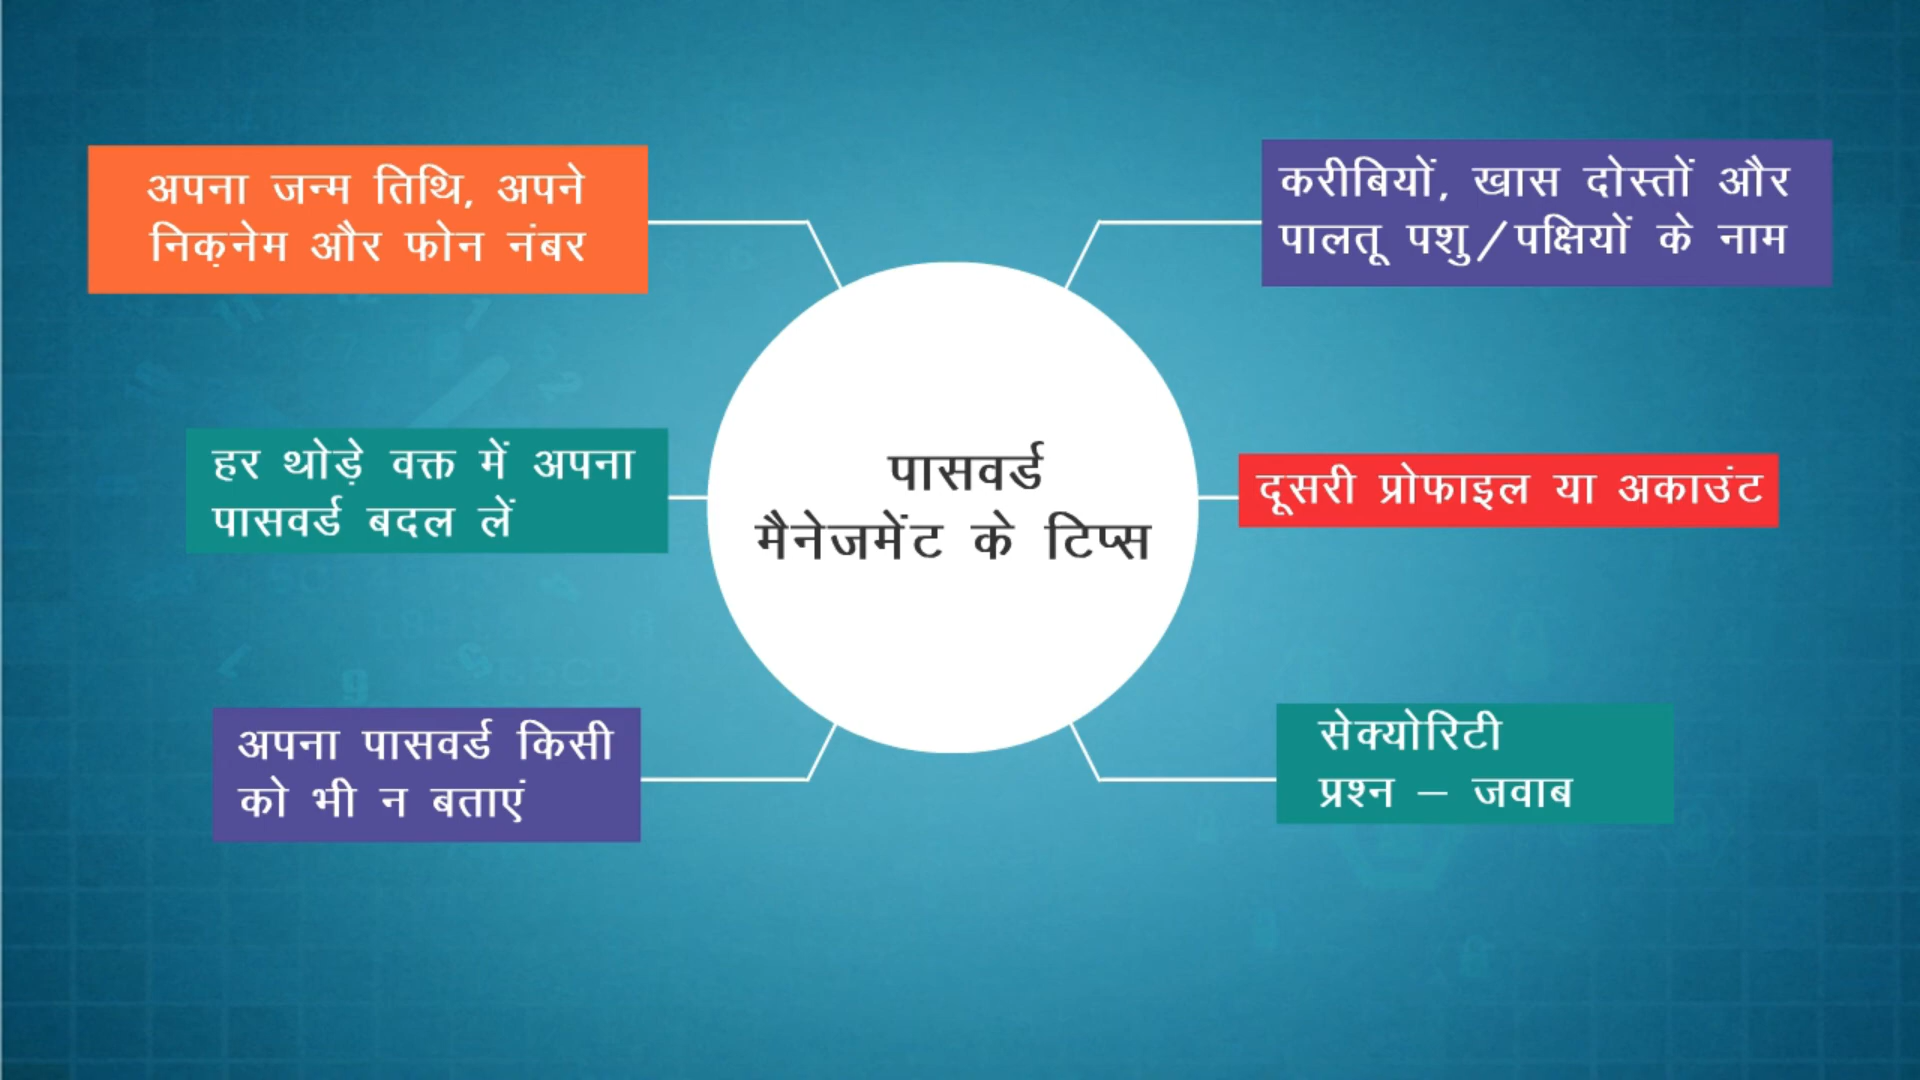 अपना जन्म तिथि, अपने
निक़नेम और फोन नंबर
करीबियों, खास दोस्तों और
पालतू पशु/पक्षियों के नाम
हर थोड़े वक्त में अपना
पासवर्ड बदल लें
पासवर्ड
मैनेजमेंट के टिप्स
दूसरी प्रोफाइल या अकाउंट
अपना पासवर्ड किसी
को भी न बताएं
सेक्योरिटी
प्रश्न – जवाब